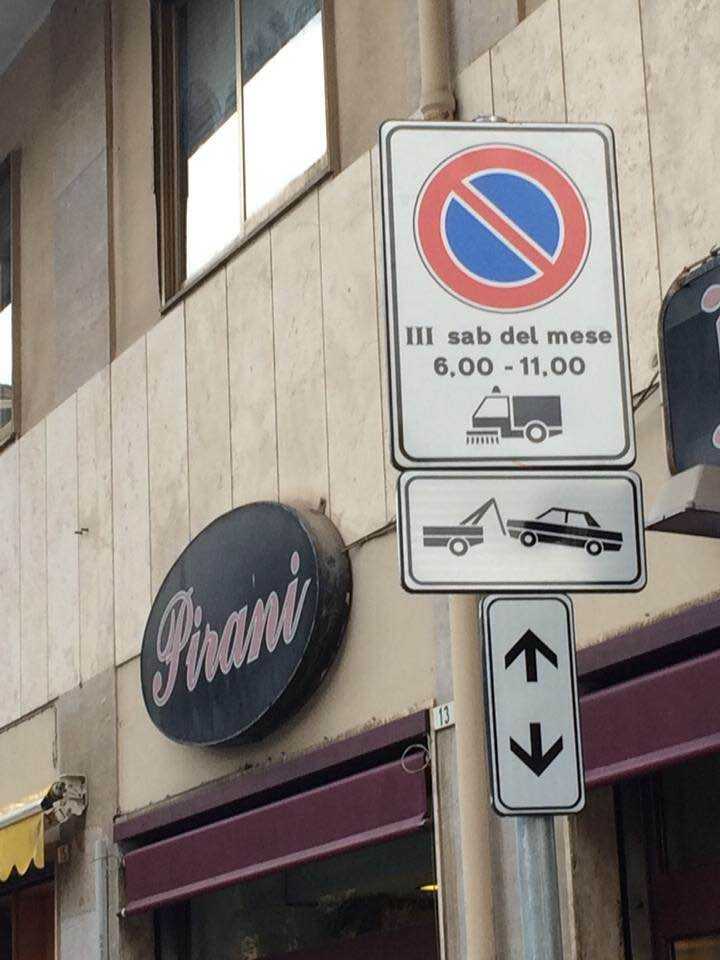 III sab del mese
6.00 - 11.00
Pirani
13